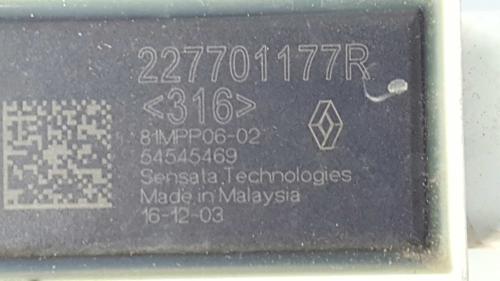 227701177R
<316>
81MPP06-02
54545469
Sensata Technologies
Made in Malaysia
16-12-03